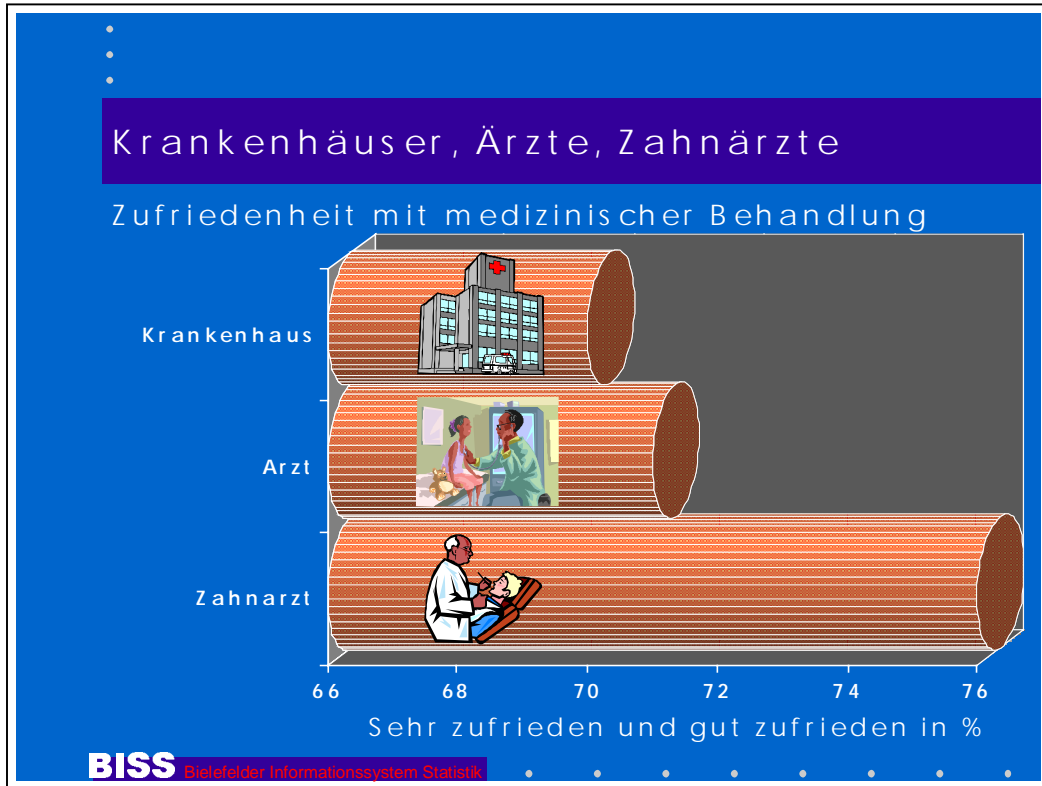 Krankenhäuser, Ärzte, Zahnärzte
Zufriedenheit mit medizinischer Behandlung
Krankenhaus
Arzt
Zahnarzt
66 68 70 72 74 76
Sehr zufrieden und gut zufrieden in %
BISS Bielefelder Informationssystem Statistik